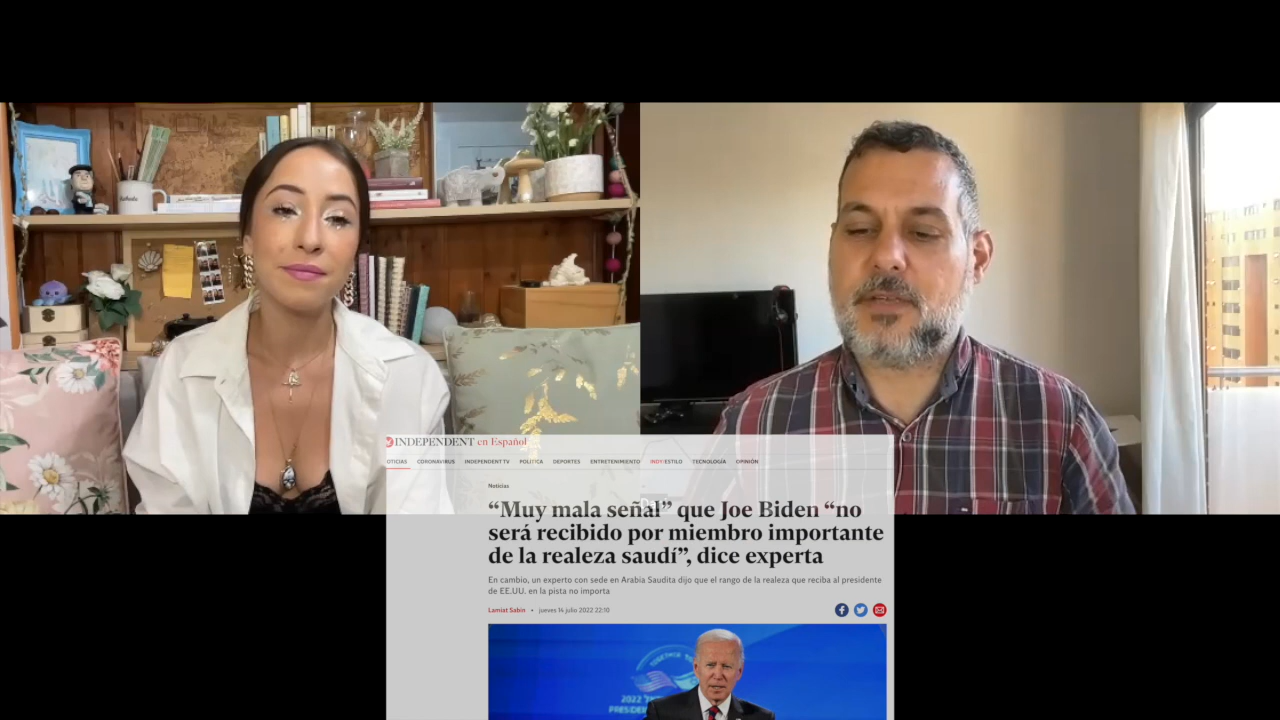 INDEPENDENT en Español
OTICIAS CORONAVIRUS INDEPENDENT TV POLÍTICA DEPORTES ENTRETENIMIENTO INDY/ESTILO TECNOLOGÍA OPINIÓN
Noticias
“Muy mala señal” que Joe Biden “no
será recibido por miembro importante
de la realeza saudí”, dice experta
En cambio, un experto con sede en Arabia Saudita dijo que el rango de la realeza que reciba al presidente
de EE.UU. en la pista no importa
Lamiat Sabin • jueves 14 julio 2022 22:10
2022